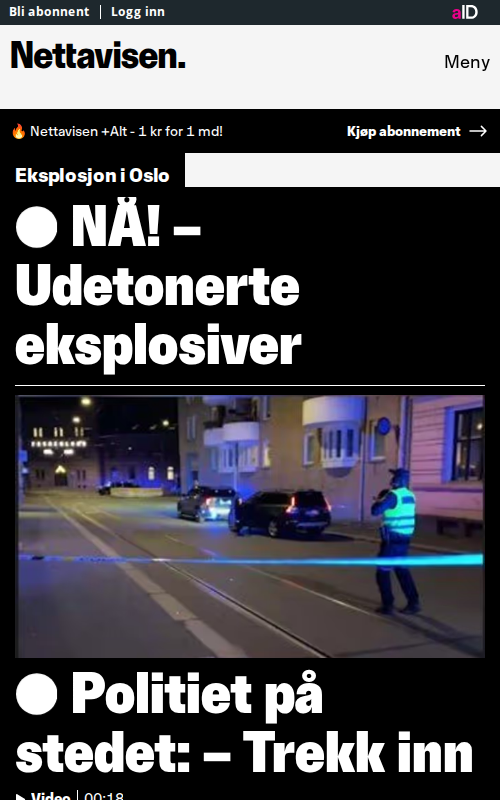 Bli abonnent | Logg inn
aID
Nettavisen.
Meny
🔥 Nettavisen +Alt - 1 kr for 1 md!
Kjøp abonnement →
Eksplosjon i Oslo
● NÅ! –
Udetonerte
eksplosiver
● Politiet på
stedet: – Trekk inn
Video | 00:18